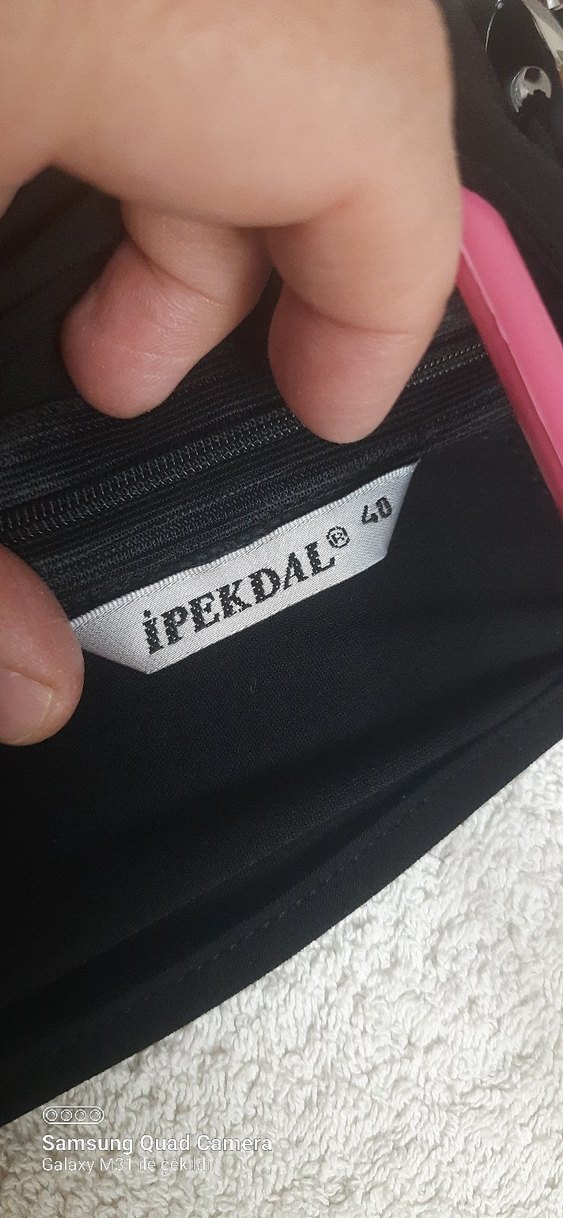 İPEKDAL® 40
Samsung Quad Camera
Galaxy M31 ile çekildi